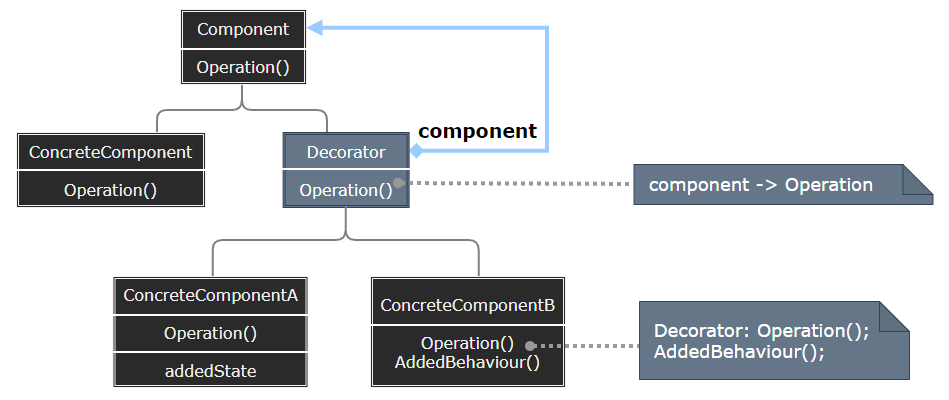 Component
Operation()
component
ConcreteComponent
Operation()
Decorator
Operation()
component -> Operation
ConcreteComponentA
Operation()
addedState
ConcreteComponentB
Operation()
AddedBehaviour()
Decorator: Operation();
AddedBehaviour();